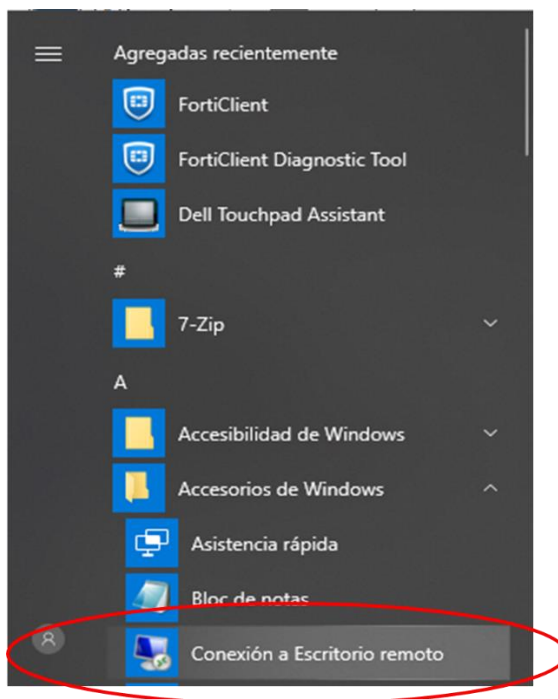 Agregadas recientemente
FortiClient
FortiClient Diagnostic Tool
Dell Touchpad Assistant
#
7-Zip
A
Accesibilidad de Windows
Accesorios de Windows
Asistencia rápida
Bloc de notas
Conexión a Escritorio remoto